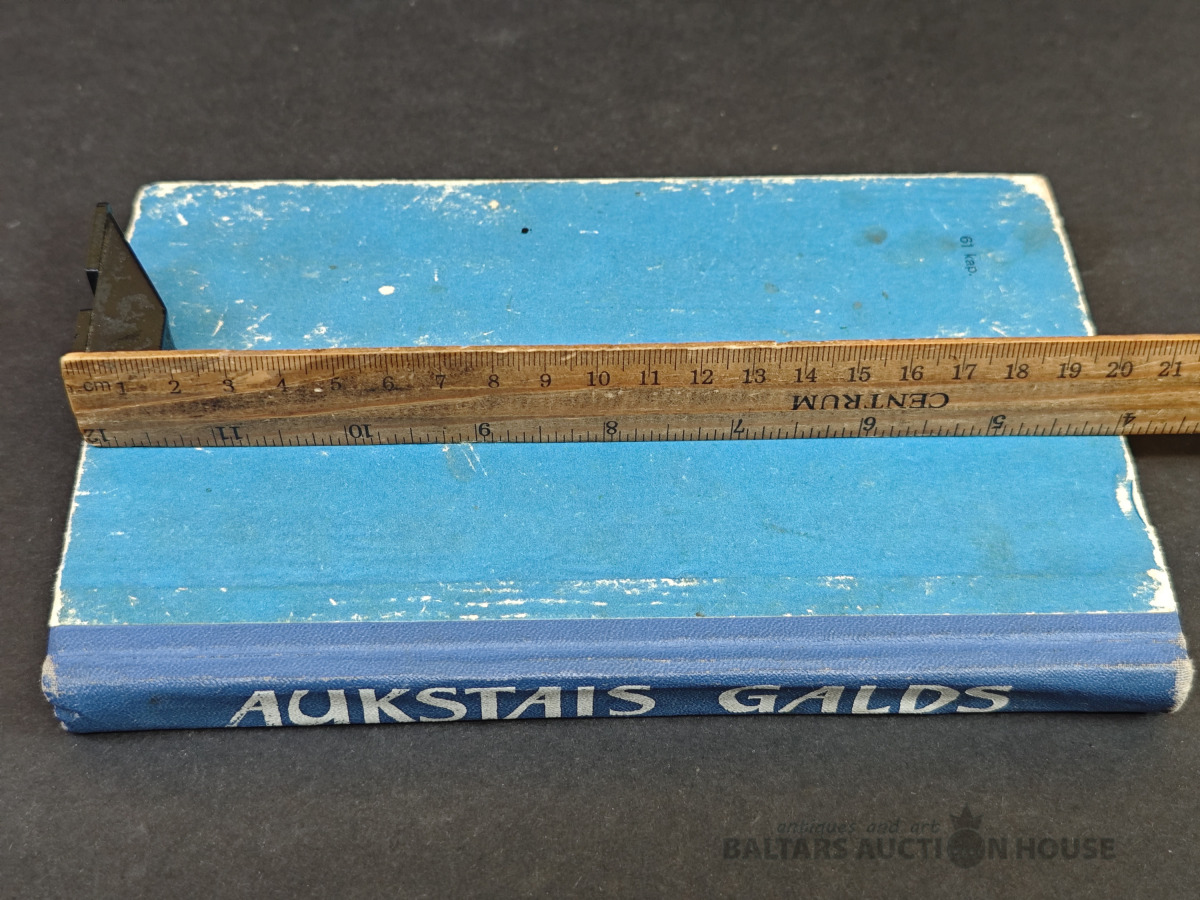 61 kap.
cm 1 2 3 4 5 6 7 8 9 10 11 12 13 14 15 16 17 18 19 20 21
CENTRUM
12 11 10 9 8 7 6 5 4
AUKSTAIS GALDS
antiques and art
BALTARS AUCTION HOUSE